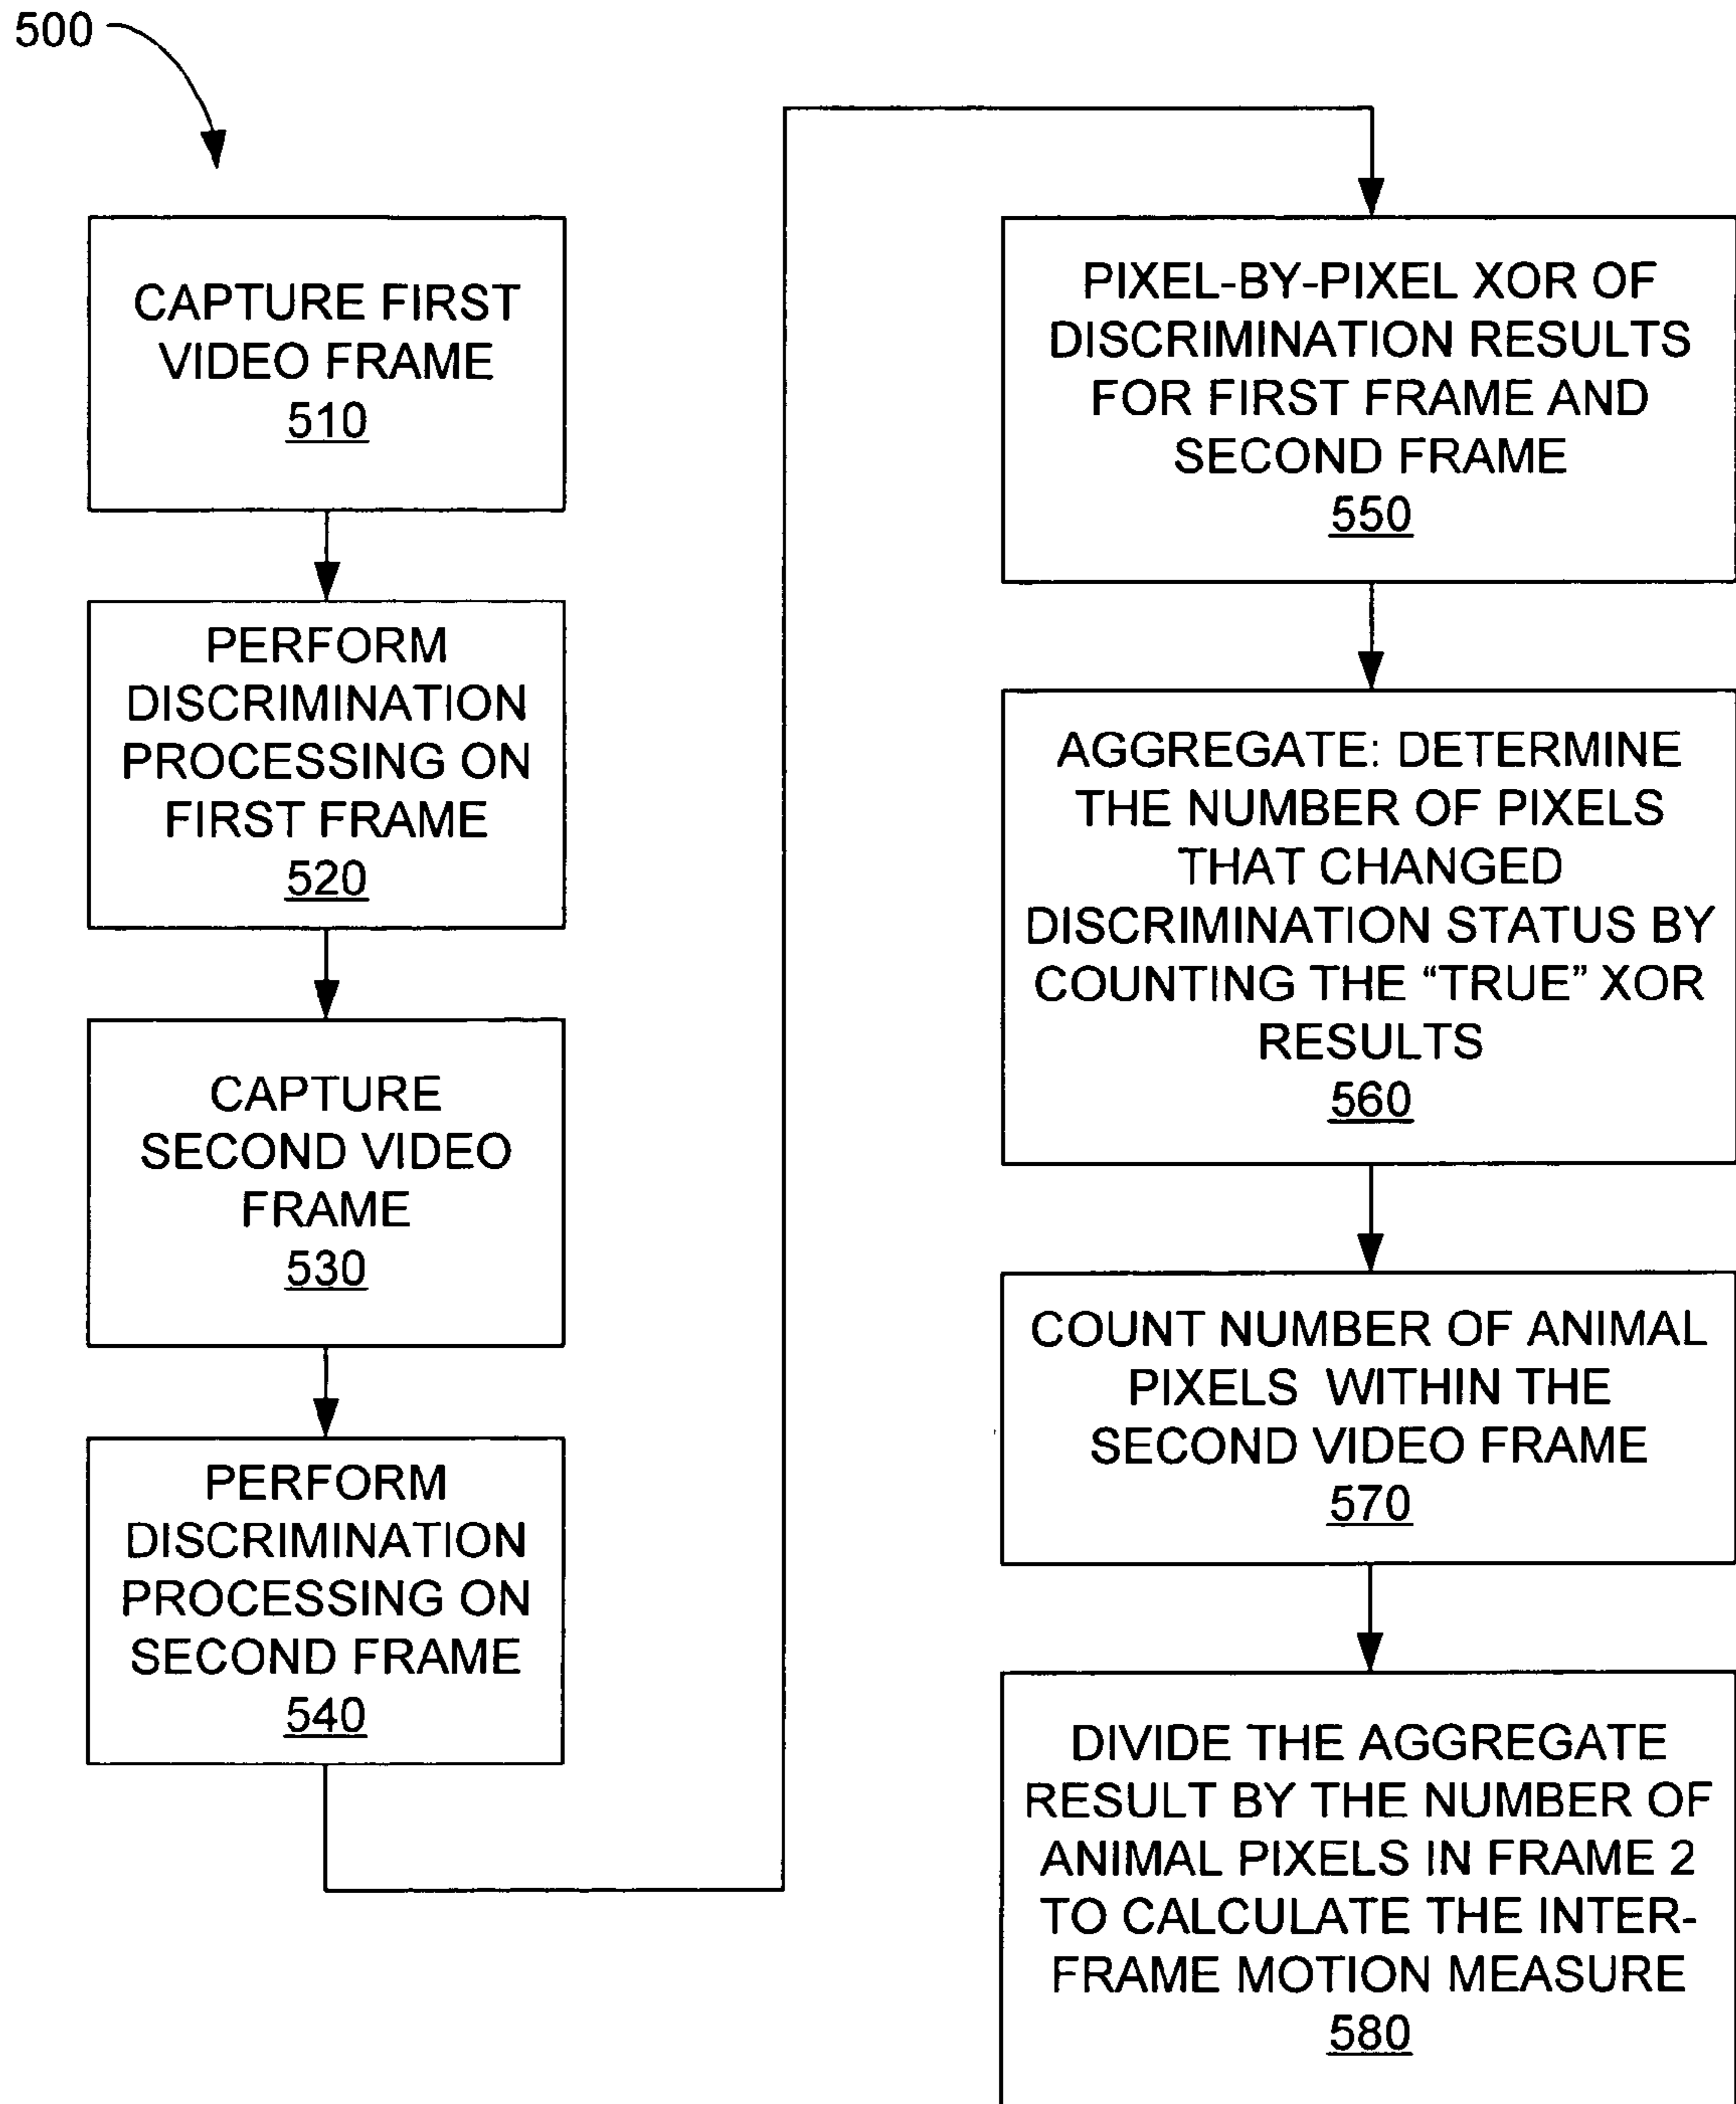 500
CAPTURE FIRST
VIDEO FRAME
510
PERFORM
DISCRIMINATION
PROCESSING ON
FIRST FRAME
520
CAPTURE
SECOND VIDEO
FRAME
530
PERFORM
DISCRIMINATION
PROCESSING ON
SECOND FRAME
540
PIXEL-BY-PIXEL XOR OF
DISCRIMINATION RESULTS
FOR FIRST FRAME AND
SECOND FRAME
550
AGGREGATE: DETERMINE
THE NUMBER OF PIXELS
THAT CHANGED
DISCRIMINATION STATUS BY
COUNTING THE “TRUE” XOR
RESULTS
560
COUNT NUMBER OF ANIMAL
PIXELS WITHIN THE
SECOND VIDEO FRAME
570
DIVIDE THE AGGREGATE
RESULT BY THE NUMBER OF
ANIMAL PIXELS IN FRAME 2
TO CALCULATE THE INTER-
FRAME MOTION MEASURE
580